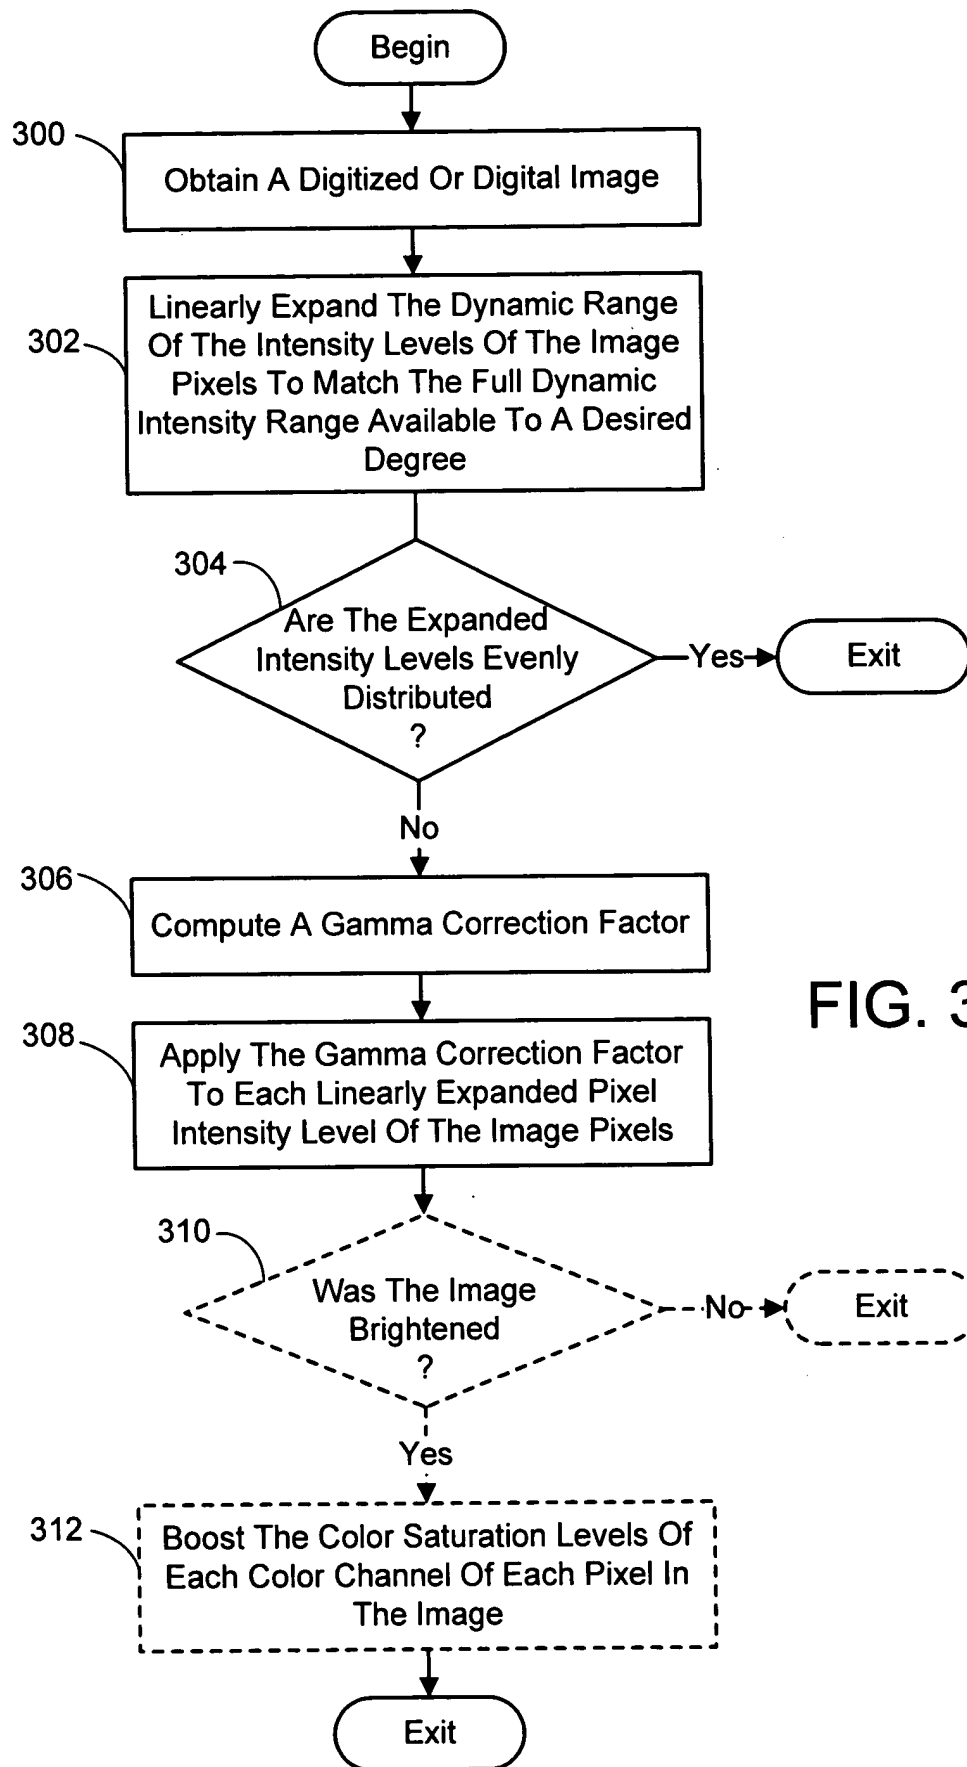 Begin
300
Obtain A Digitized Or Digital Image
302
Linearly Expand The Dynamic Range
Of The Intensity Levels Of The Image
Pixels To Match The Full Dynamic
Intensity Range Available To A Desired
Degree
304
Are The Expanded
Intensity Levels Evenly
Distributed
?
Yes
Exit
No
306
Compute A Gamma Correction Factor
FIG. 3
308
Apply The Gamma Correction Factor
To Each Linearly Expanded Pixel
Intensity Level Of The Image Pixels
310
Was The Image
Brightened
?
No
Exit
Yes
312
Boost The Color Saturation Levels Of
Each Color Channel Of Each Pixel In
The Image
Exit